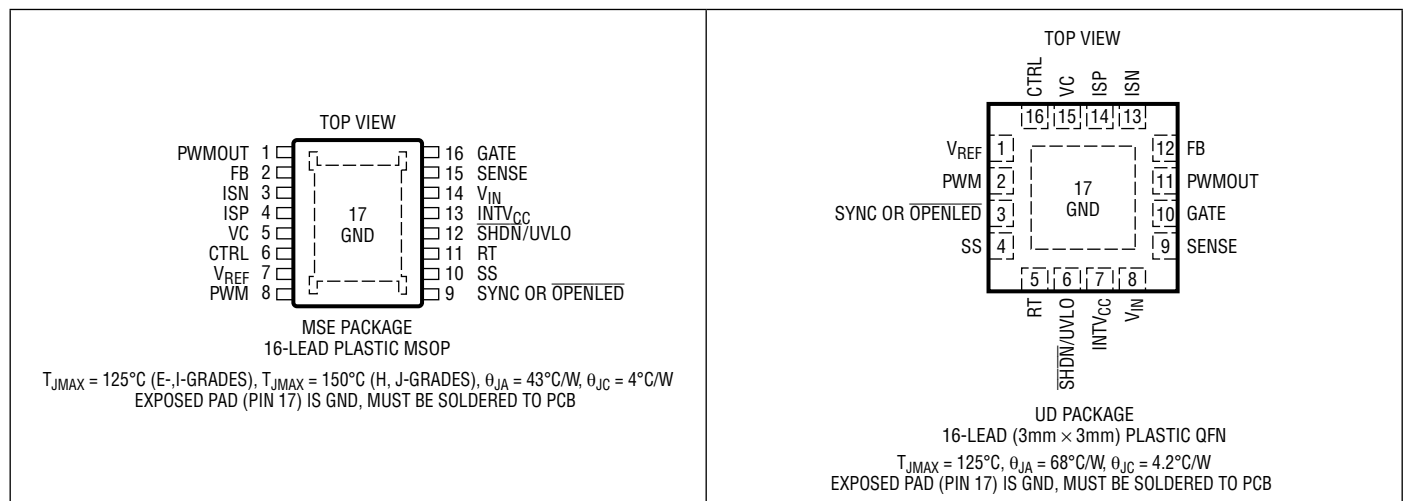 TOP VIEW
PWMOUT 1
FB 2
ISN 3
ISP 4
VC 5
CTRL 6
VREF 7
PWM 8
16 GATE
15 SENSE
14 VIN
13 INTVCC
12 SHDN/UVLO
11 RT
10 SS
9 SYNC OR OPENLED
17
GND
MSE PACKAGE
16-LEAD PLASTIC MSOP
TJMAX = 125°C (E-,I-GRADES), TJMAX = 150°C (H, J-GRADES), θJA = 43°C/W, θJC = 4°C/W
EXPOSED PAD (PIN 17) IS GND, MUST BE SOLDERED TO PCB
TOP VIEW
CTRL
VC
ISP
ISN
16 15 14 13
VREF 1
PWM 2
SYNC OR OPENLED 3
SS 4
17
GND
12 FB
11 PWMOUT
10 GATE
9 SENSE
5 6 7 8
RT
SHDN/UVLO
INTVCC
VIN
UD PACKAGE
16-LEAD (3mm × 3mm) PLASTIC QFN
TJMAX = 125°C, θJA = 68°C/W, θJC = 4.2°C/W
EXPOSED PAD (PIN 17) IS GND, MUST BE SOLDERED TO PCB